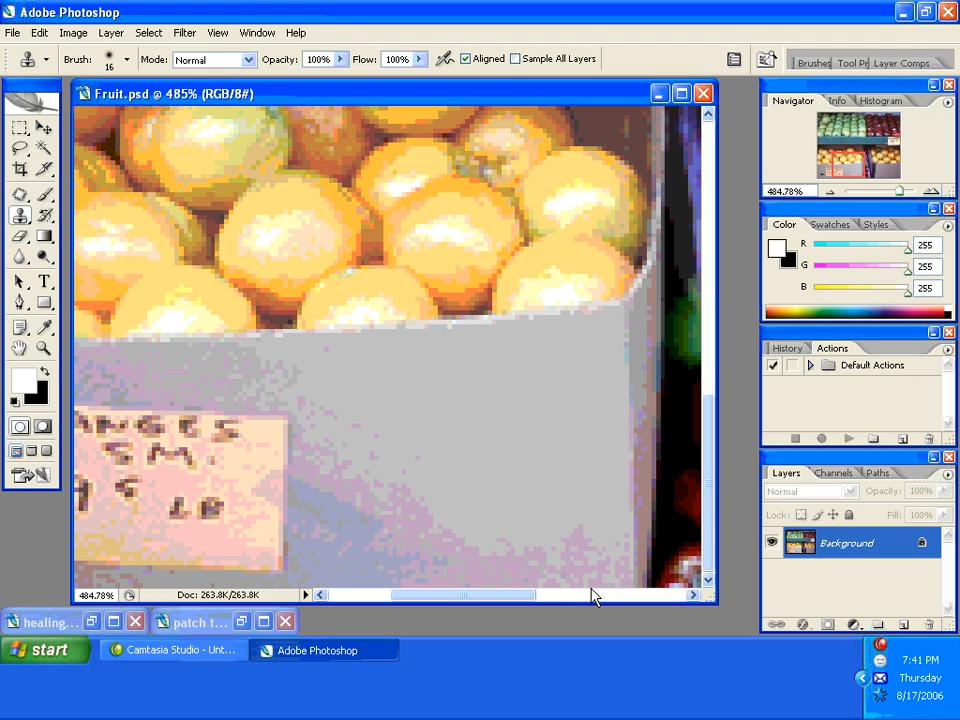 Adobe Photoshop
File Edit Image Layer Select Filter View Window Help
Brush: 16 Mode: Normal Opacity: 100% Flow: 100% Aligned Sample All Layers
Brushes Tool Pr Layer Comps
Fruit.psd @ 485% (RGB/8#)
Navigator Info Histogram
484.78%
Color Swatches Styles
R 255
G 255
B 255
History Actions
Default Actions
Layers Channels Paths
Normal Opacity: 100%
Lock: Fill: 100%
Background
ANGES
5 M.
LB
484.78% Doc: 263.8K/263.8K
healing... patch t...
start Camtasia Studio - Unt... Adobe Photoshop
7:41 PM
Thursday
8/17/2006